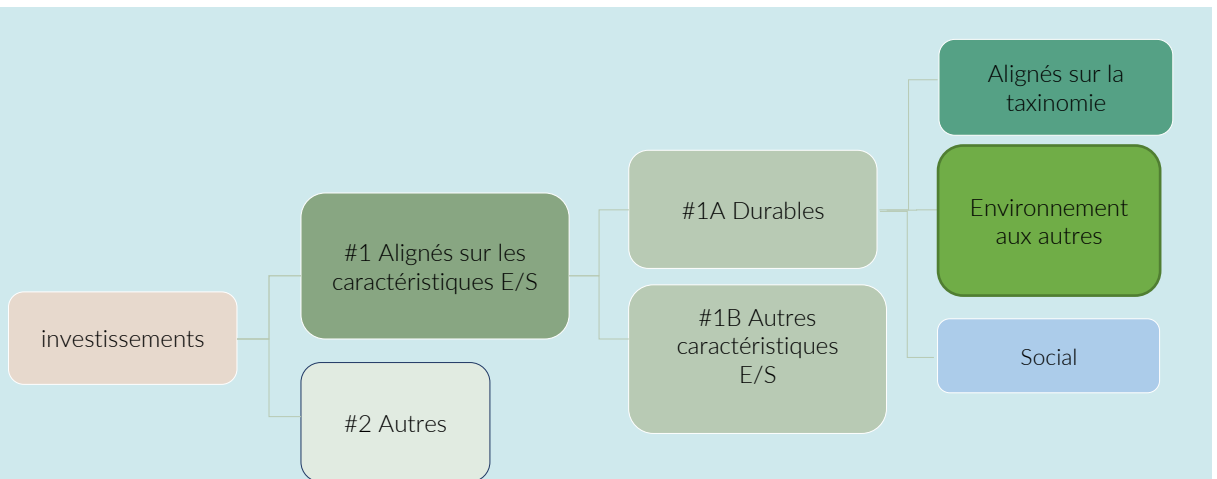 investissements
#1 Alignés sur les
caractéristiques E/S
#2 Autres
#1A Durables
#1B Autres
caractéristiques
E/S
Alignés sur la
taxinomie
Environnement
aux autres
Social